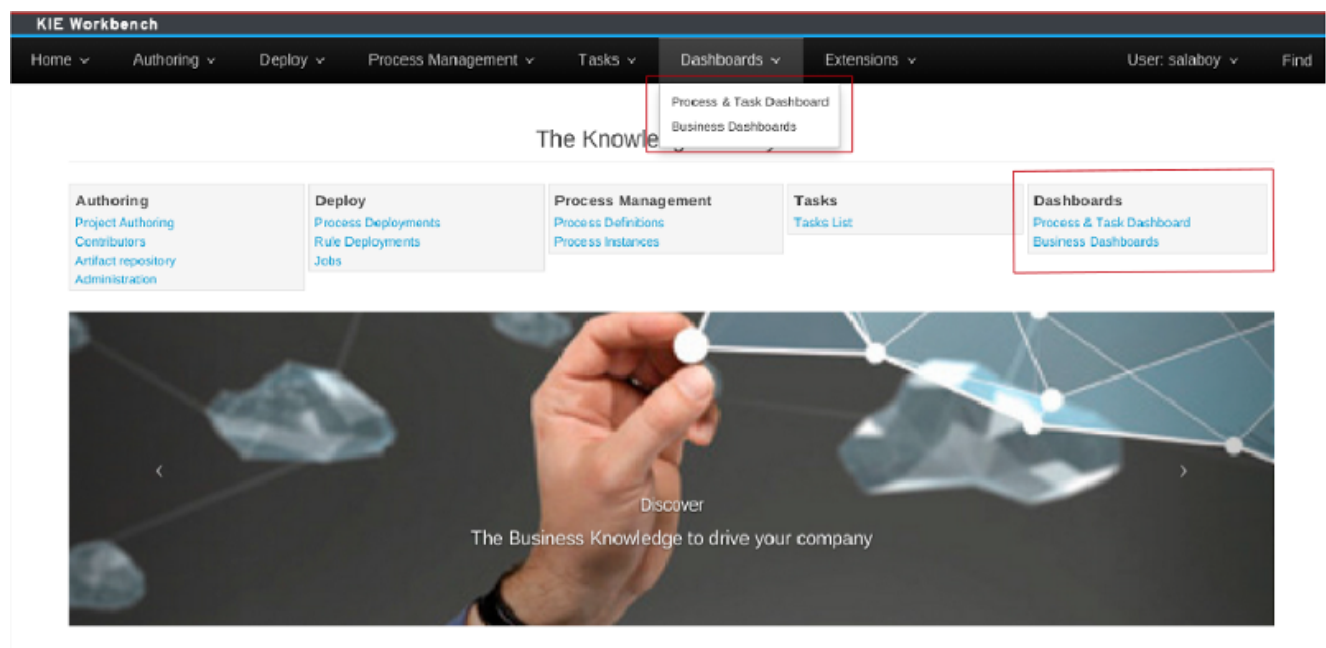 KIE Workbench
Home Authoring Deploy Process Management Tasks Dashboards Extensions User: salaboy Find
Process & Task Dashboard
Business Dashboards
The Knowle
Authoring
Project Authoring
Contributors
Artifact repository
Administration
Deploy
Process Deployments
Rule Deployments
Jobs
Process Management
Process Definitions
Process Instances
Tasks
Tasks List
Dashboards
Process & Task Dashboard
Business Dashboards
Discover
The Business Knowledge to drive your company